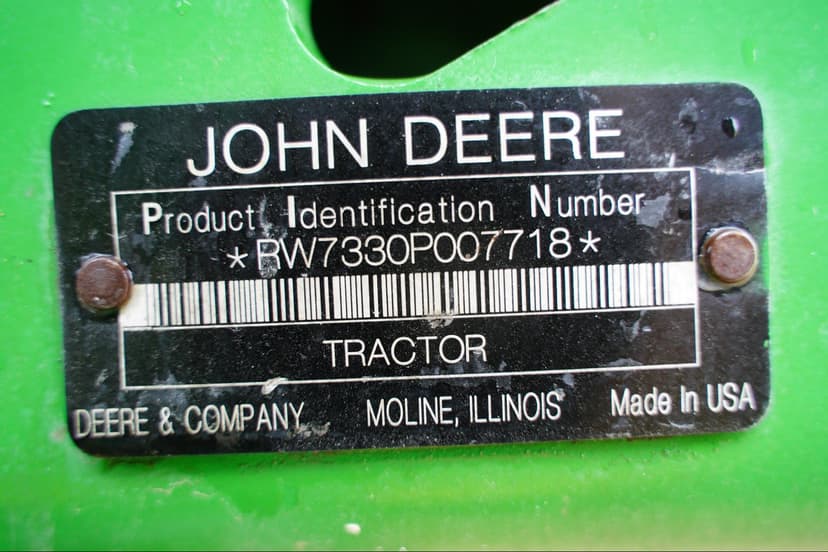 JOHN DEERE
Product Identification Number
*RW7330P007718*
TRACTOR
DEERE & COMPANY MOLINE, ILLINOIS Made in USA